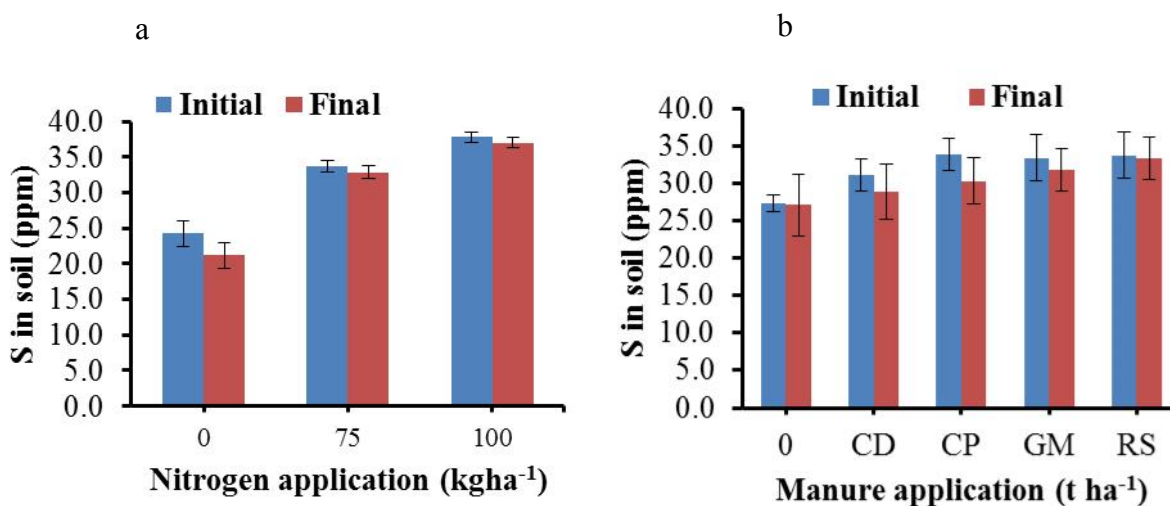 a
Initial Final
40.0
35.0
30.0
25.0
20.0
15.0
10.0
5.0
0.0
S in soil (ppm)
0 75 100
Nitrogen application (kgha⁻¹)
b
Initial Final
40.0
35.0
30.0
25.0
20.0
15.0
10.0
5.0
0.0
S in soil (ppm)
0 CD CP GM RS
Manure application (t ha⁻¹)